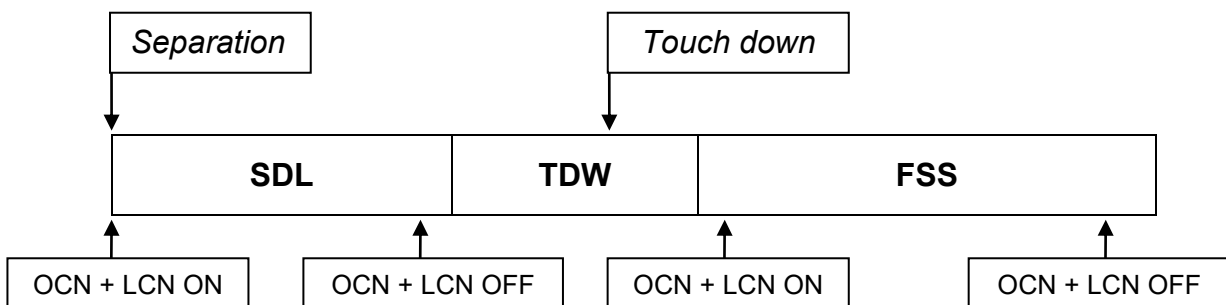 Separation
Touch down
SDL
TDW
FSS
OCN + LCN ON
OCN + LCN OFF
OCN + LCN ON
OCN + LCN OFF